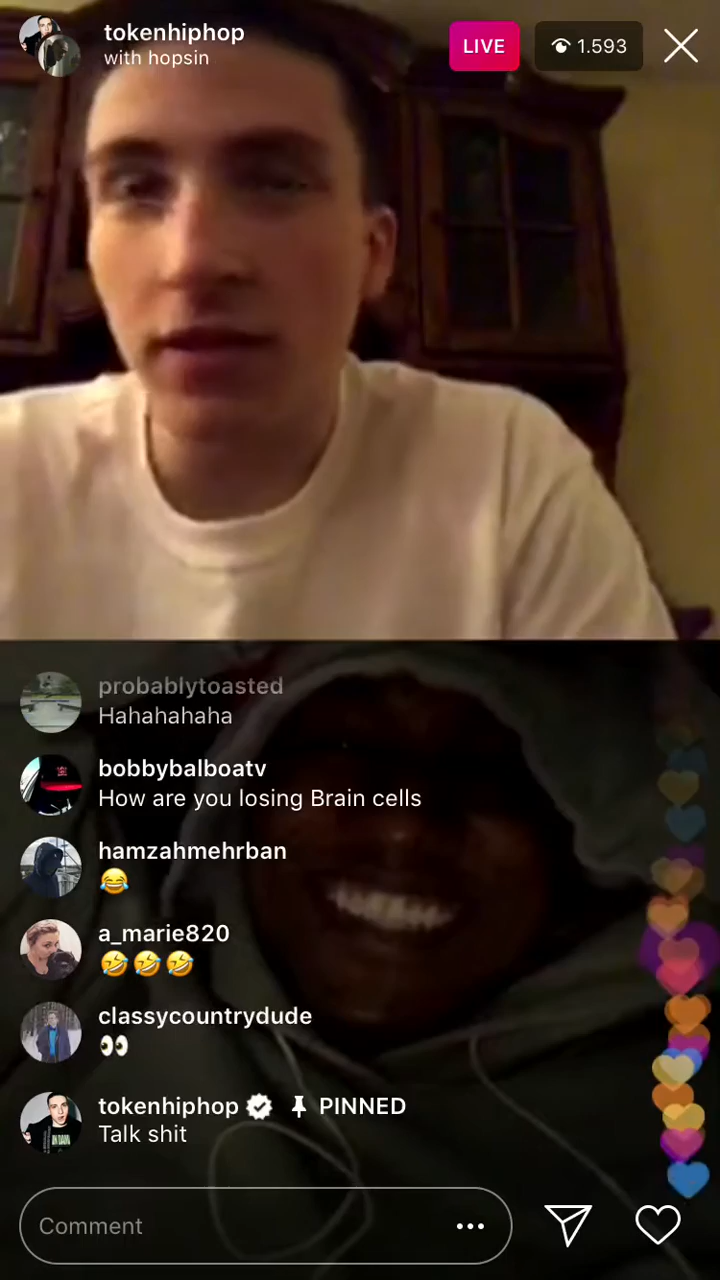 tokenhiphop
with hopsin
LIVE
1.593
probablytoasted
Hahahahaha
bobbybalboatv
How are you losing Brain cells
hamzahmehrban
😂
a_marie820
🤣🤣🤣
classycountrydude
👀
tokenhiphop PINNED
Talk shit
Comment